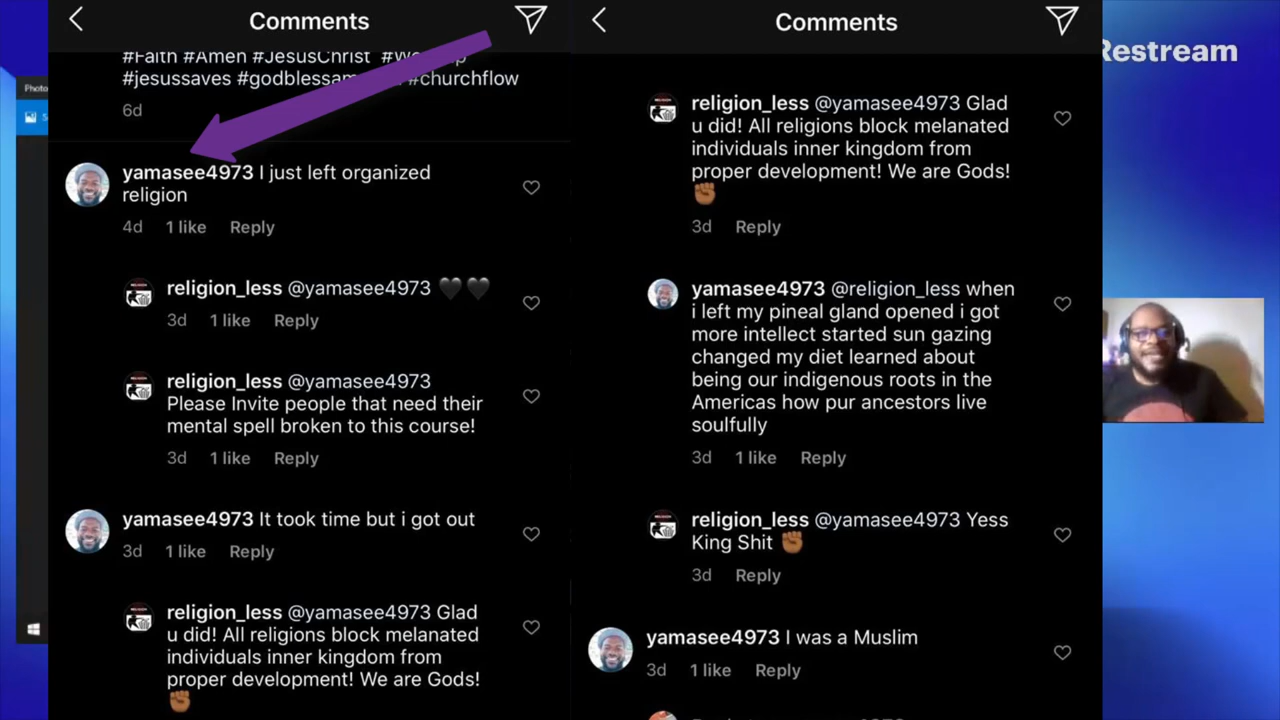 Comments
#Faith #Amen #JesusChrist
#jesussaves #churchflow
6d
yamasee4973 I just left organized
religion
4d 1 like Reply
religion_less @yamasee4973 🖤🖤
3d 1 like Reply
religion_less @yamasee4973
Please Invite people that need their
mental spell broken to this course!
3d 1 like Reply
yamasee4973 It took time but i got out
3d 1 like Reply
religion_less @yamasee4973 Glad
u did! All religions block melanated
individuals inner kingdom from
proper development! We are Gods!
✊🏾
Comments
religion_less @yamasee4973 Glad
u did! All religions block melanated
individuals inner kingdom from
proper development! We are Gods!
✊🏾
3d Reply
yamasee4973 @religion_less when
i left my pineal gland opened i got
more intellect started sun gazing
changed my diet learned about
being our indigenous roots in the
Americas how pur ancestors live
soulfully
3d 1 like Reply
religion_less @yamasee4973 Yess
King Shit ✊🏾
3d Reply
yamasee4973 I was a Muslim
3d 1 like Reply
Restream
Photo